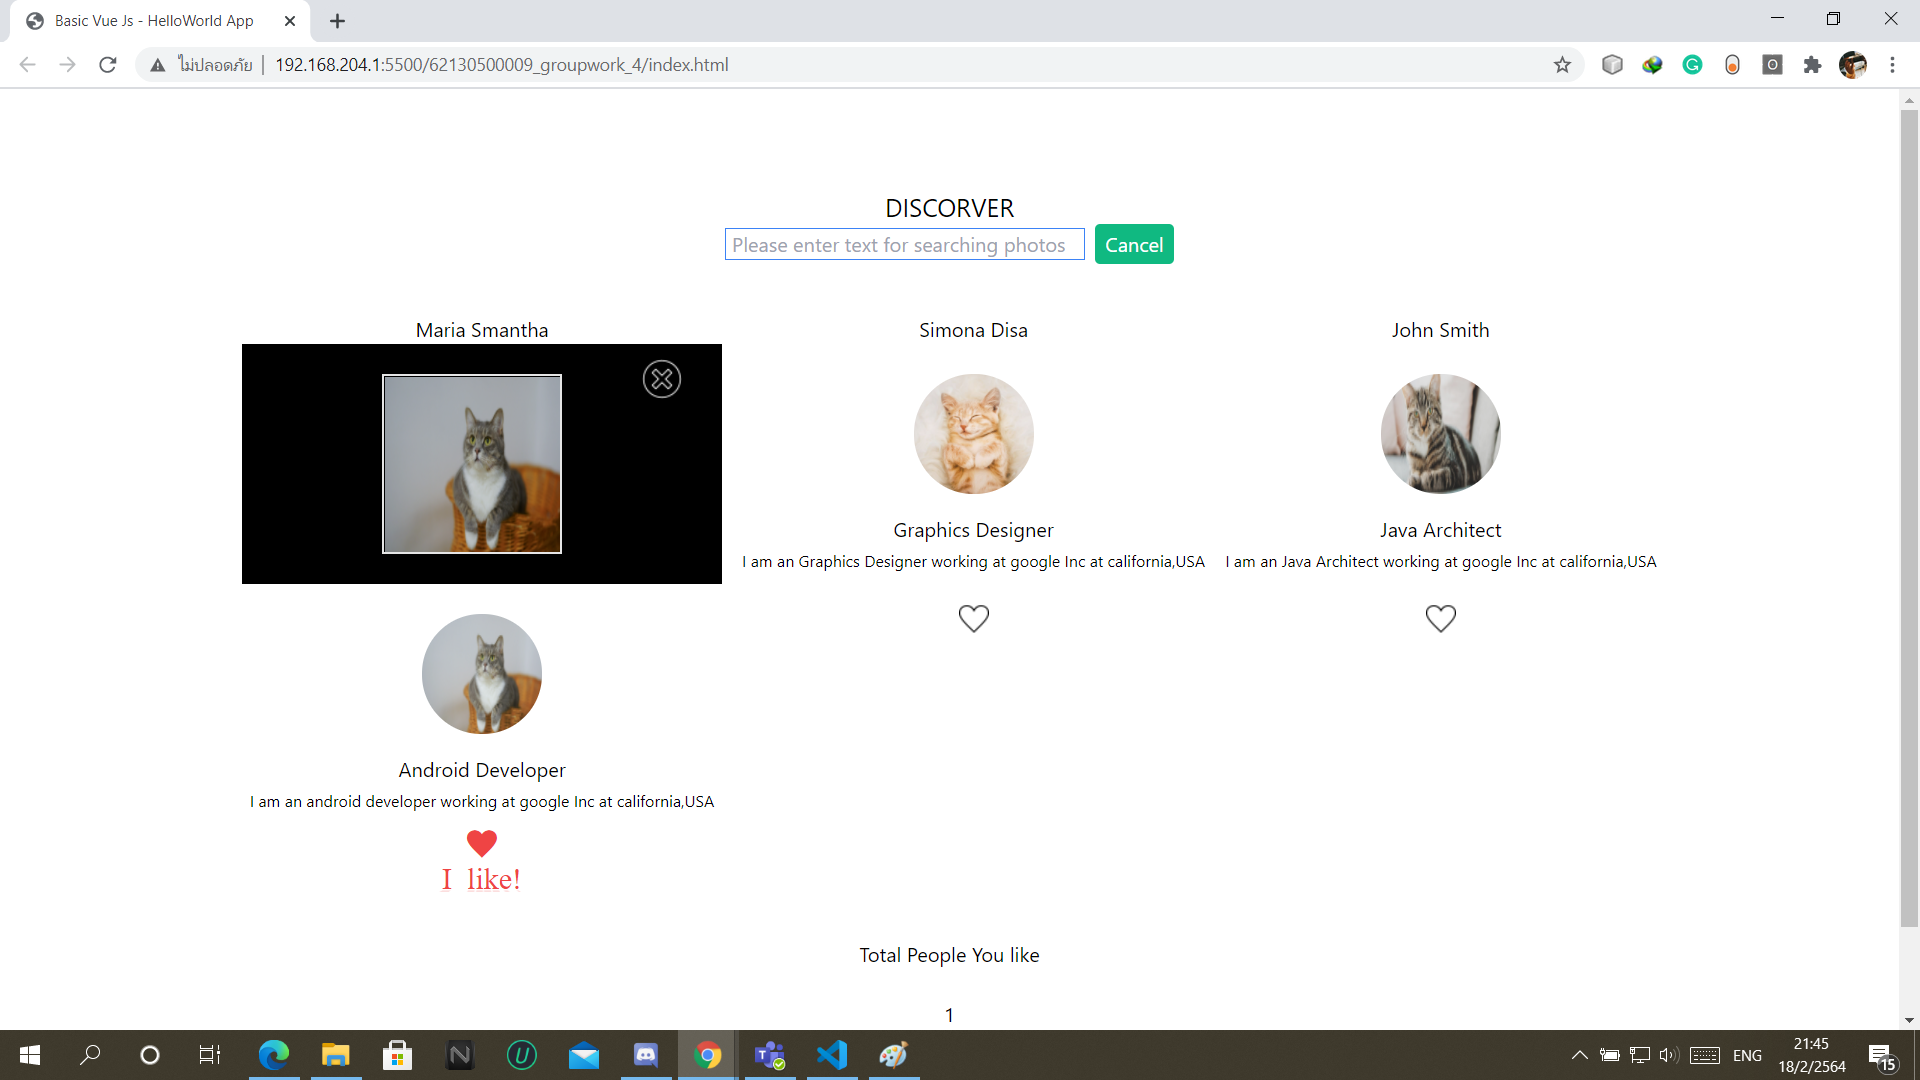 Basic Vue Js - HelloWorld App
ไม่ปลอดภัย
192.168.204.1:5500/62130500009_groupwork_4/index.html
DISCORVER
Please enter text for searching photos
Cancel
Maria Smantha
Simona Disa
John Smith
Graphics Designer
Java Architect
I am an Graphics Designer working at google Inc at california,USA
I am an Java Architect working at google Inc at california,USA
Android Developer
I am an android developer working at google Inc at california,USA
I like!
Total People You like
1
ENG
21:45
18/2/2564
15